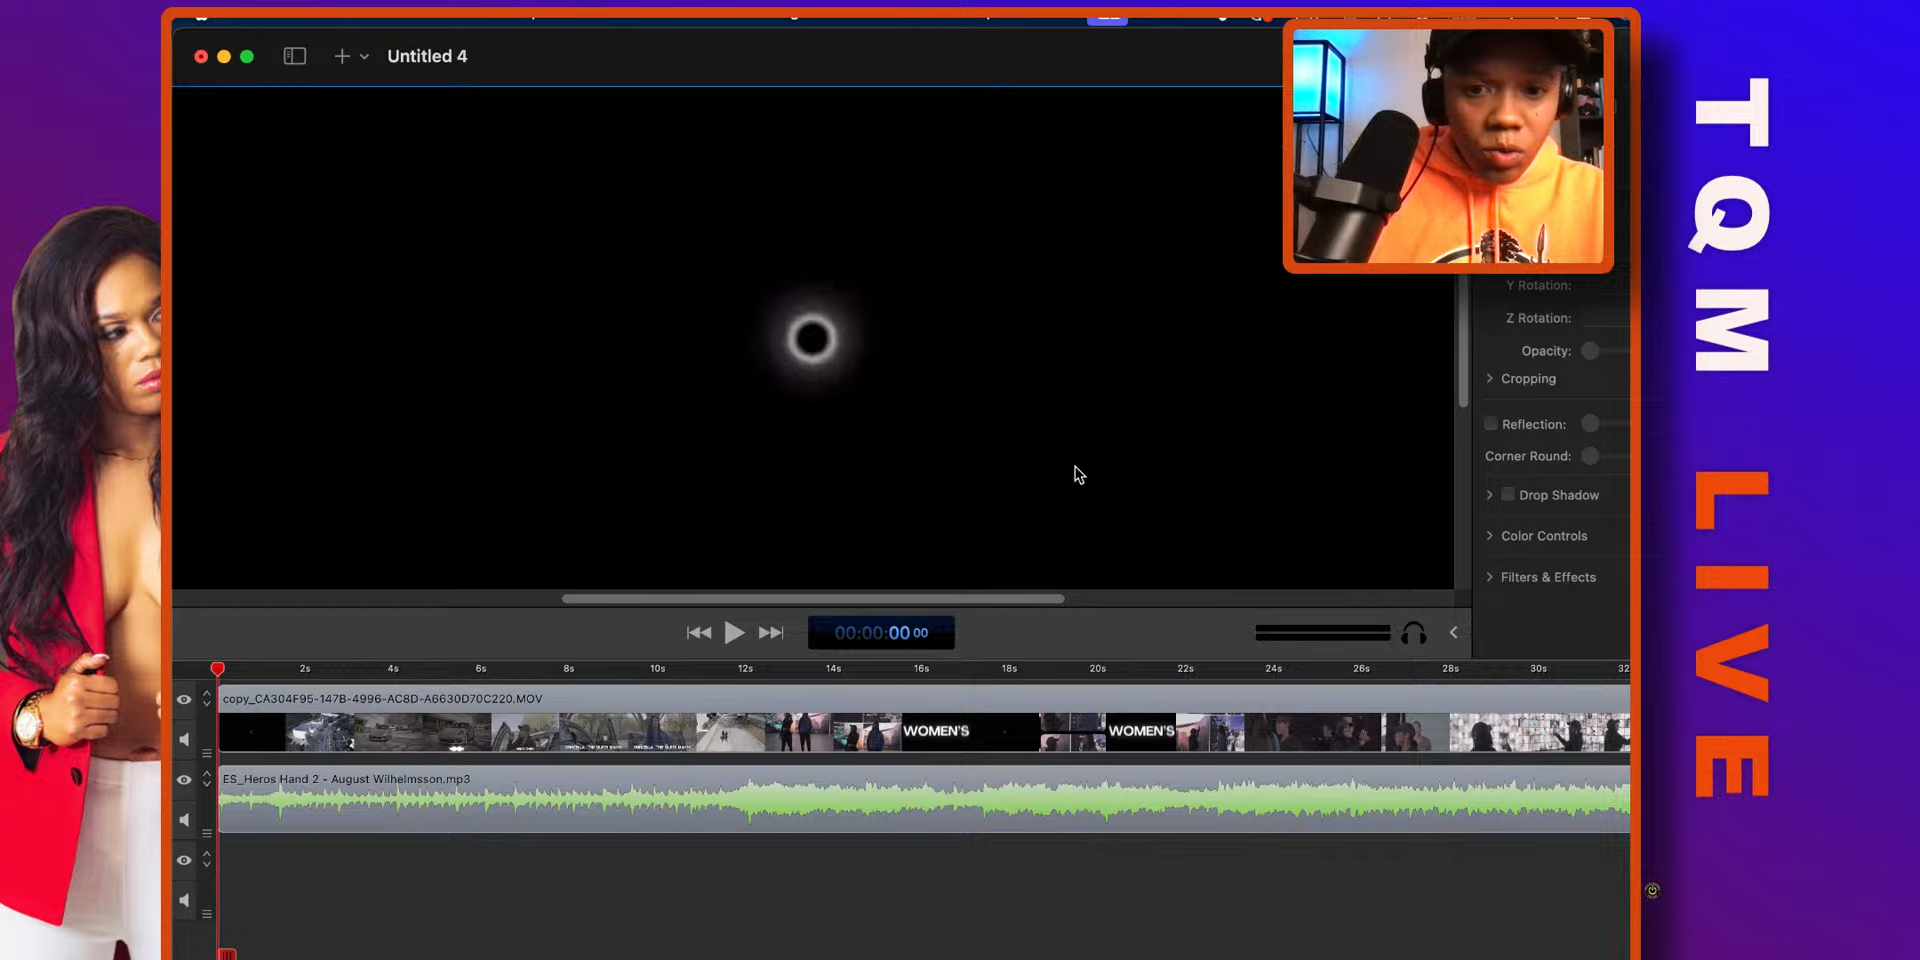 Untitled 4
TQM LIVE
Y Rotation:
Z Rotation:
Opacity:
Cropping
Reflection:
Corner Round:
Drop Shadow
Color Controls
Filters & Effects
00:00:00 00
2s 4s 6s 8s 10s 12s 14s 16s 18s 20s 22s 24s 26s 28s 30s 32
copy_CA304F95-147B-4996-AC8D-A6630D70C220.MOV
WOMEN'S WOMEN'S
ES_Heros Hand 2 - August Wilhelmsson.mp3